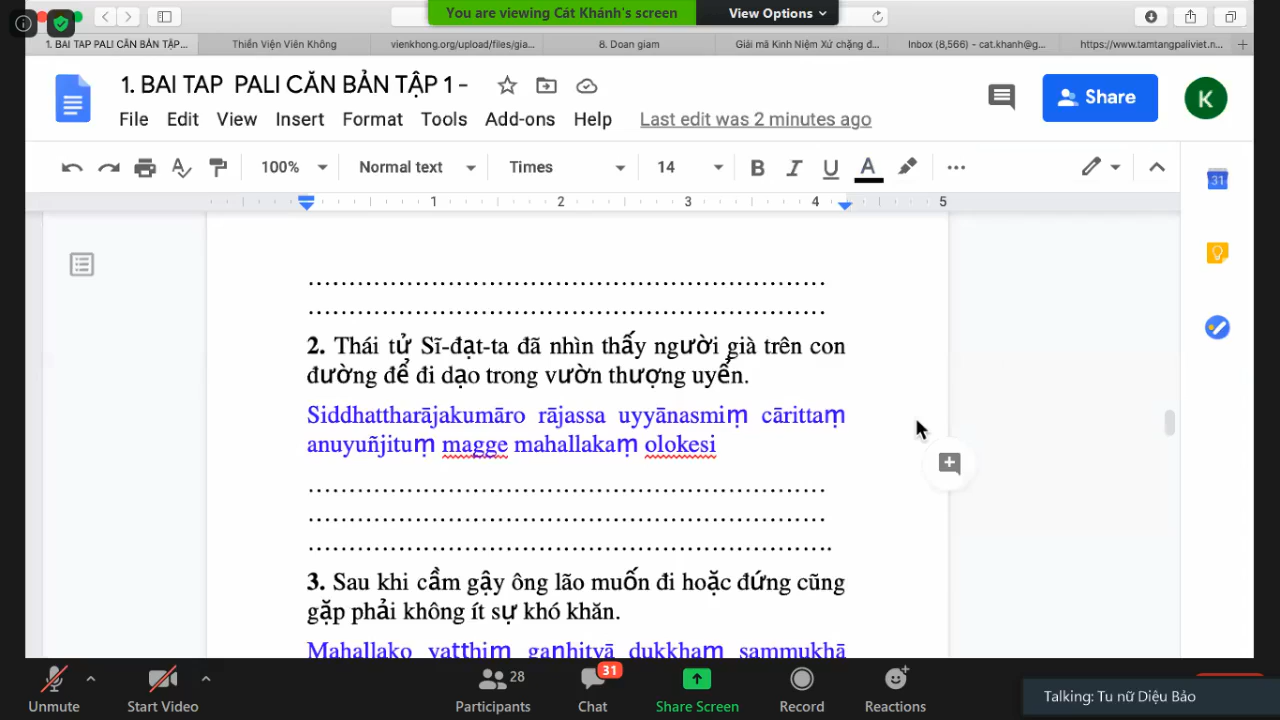 You are viewing Cát Khánh's screen
View Options
1. BAI TAP PALI CĂN BẢN TẬP...
Thiền Viện Viên Không
vienkhong.org/upload/files/gia...
8. Doan giam
Giải mã Kinh Niệm Xứ chặng đ...
Inbox (8,566) - cat.khanh@g...
https://www.tamtangpaliviet.n...
1. BAI TAP PALI CĂN BẢN TẬP 1 -
Share
K
File Edit View Insert Format Tools Add-ons Help Last edit was 2 minutes ago
100% Normal text Times 14 B I U A ...
31
1 2 3 4 5
..............................................................
..............................................................
2. Thái tử Sĩ-đạt-ta đã nhìn thấy người già trên con
đường để đi dạo trong vườn thượng uyển.
Siddhattharājakumāro rājassa uyyānasmiṃ cārittaṃ
anuyuñjituṃ magge mahallakaṃ olokesi
..............................................................
..............................................................
...............................................................
3. Sau khi cầm gậy ông lão muốn đi hoặc đứng cũng
gặp phải không ít sự khó khăn.
Mahallako yaṭṭhiṃ gaṇhitvā dukkhaṃ sammukhā
28
31
Unmute
Start Video
Participants
Chat
Share Screen
Record
Reactions
Talking: Tu nữ Diệu Bảo